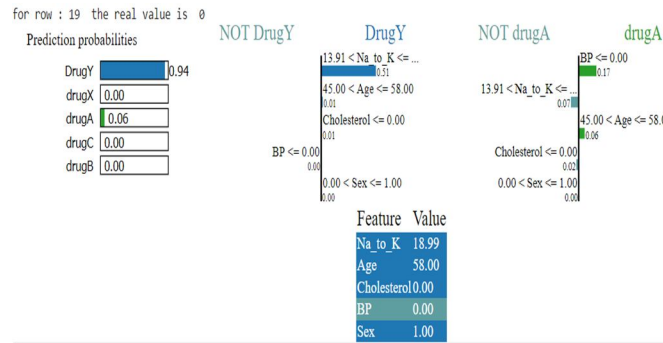 for row : 19 the real value is 0
Prediction probabilities
DrugY 0.94
drugX 0.00
drugA 0.06
drugC 0.00
drugB 0.00
NOT DrugY DrugY
13.91 < Na_to_K <= ...
0.51
45.00 < Age <= 58.00
0.01
Cholesterol <= 0.00
0.01
BP <= 0.00
0.00
0.00 < Sex <= 1.00
0.00
NOT drugA drugA
BP <= 0.00
0.17
13.91 < Na_to_K <= ...
0.07
45.00 < Age <= 58.0
0.06
Cholesterol <= 0.00
0.02
0.00 < Sex <= 1.00
0.00
Feature Value
Na_to_K 18.99
Age 58.00
Cholesterol 0.00
BP 0.00
Sex 1.00